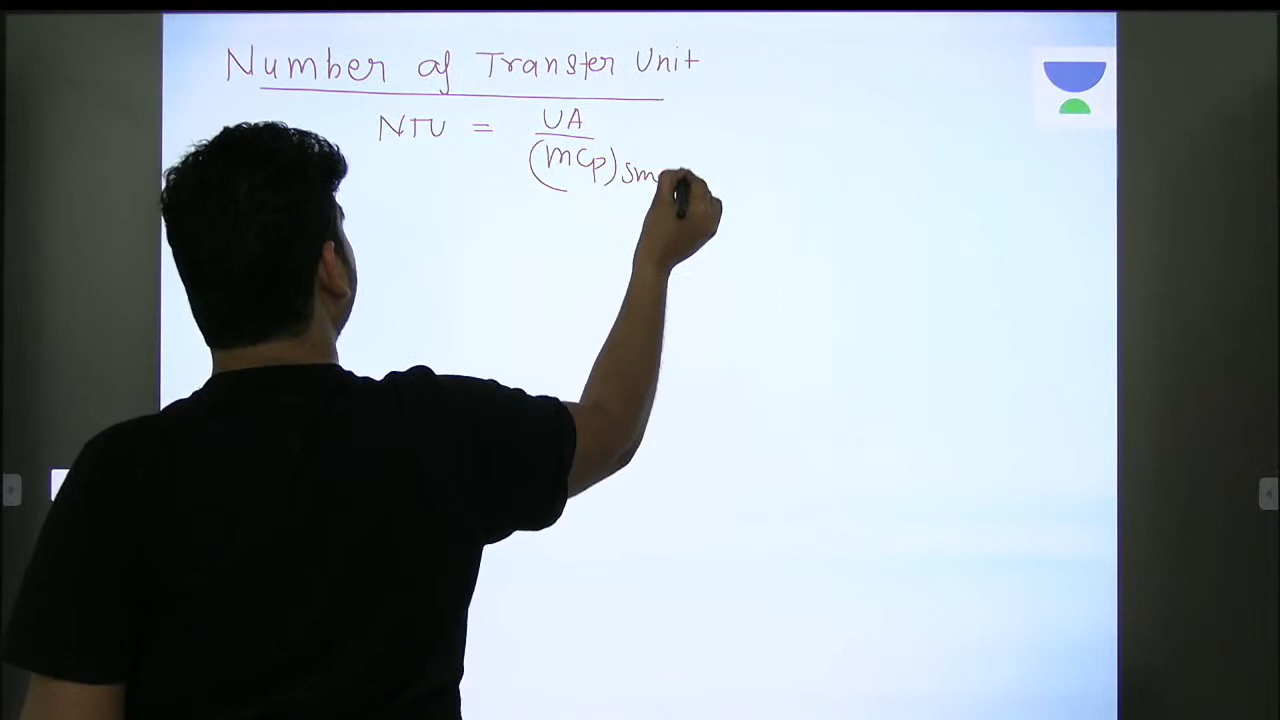 Number of Transfer Unit
NTU = UA
(mCp)sm